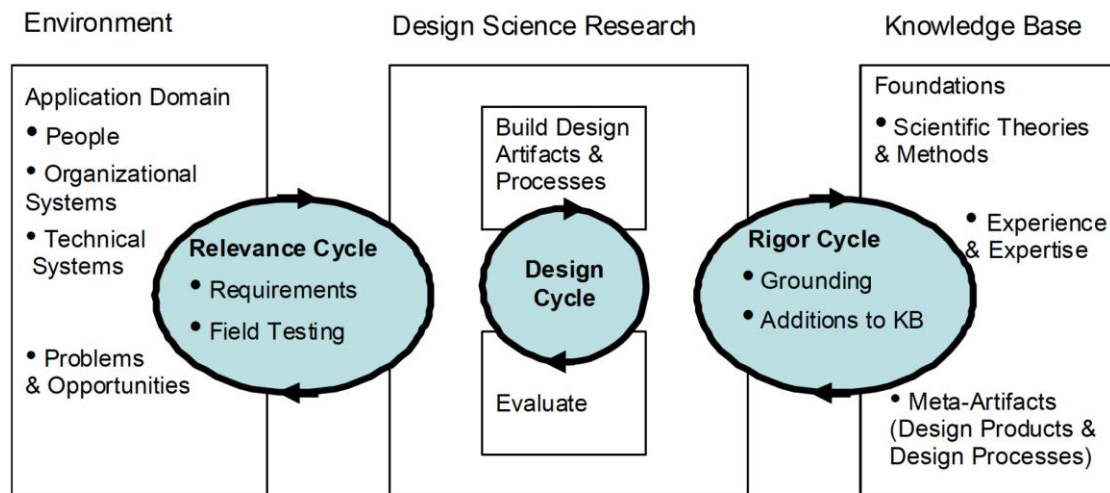 Environment
Design Science Research
Knowledge Base
Application Domain
• People
• Organizational
Systems
• Technical
Systems
• Problems
& Opportunities
Relevance Cycle
• Requirements
• Field Testing
Build Design
Artifacts &
Processes
Design
Cycle
Evaluate
Rigor Cycle
• Grounding
• Additions to KB
Foundations
• Scientific Theories
& Methods
• Experience
& Expertise
• Meta-Artifacts
(Design Products &
Design Processes)